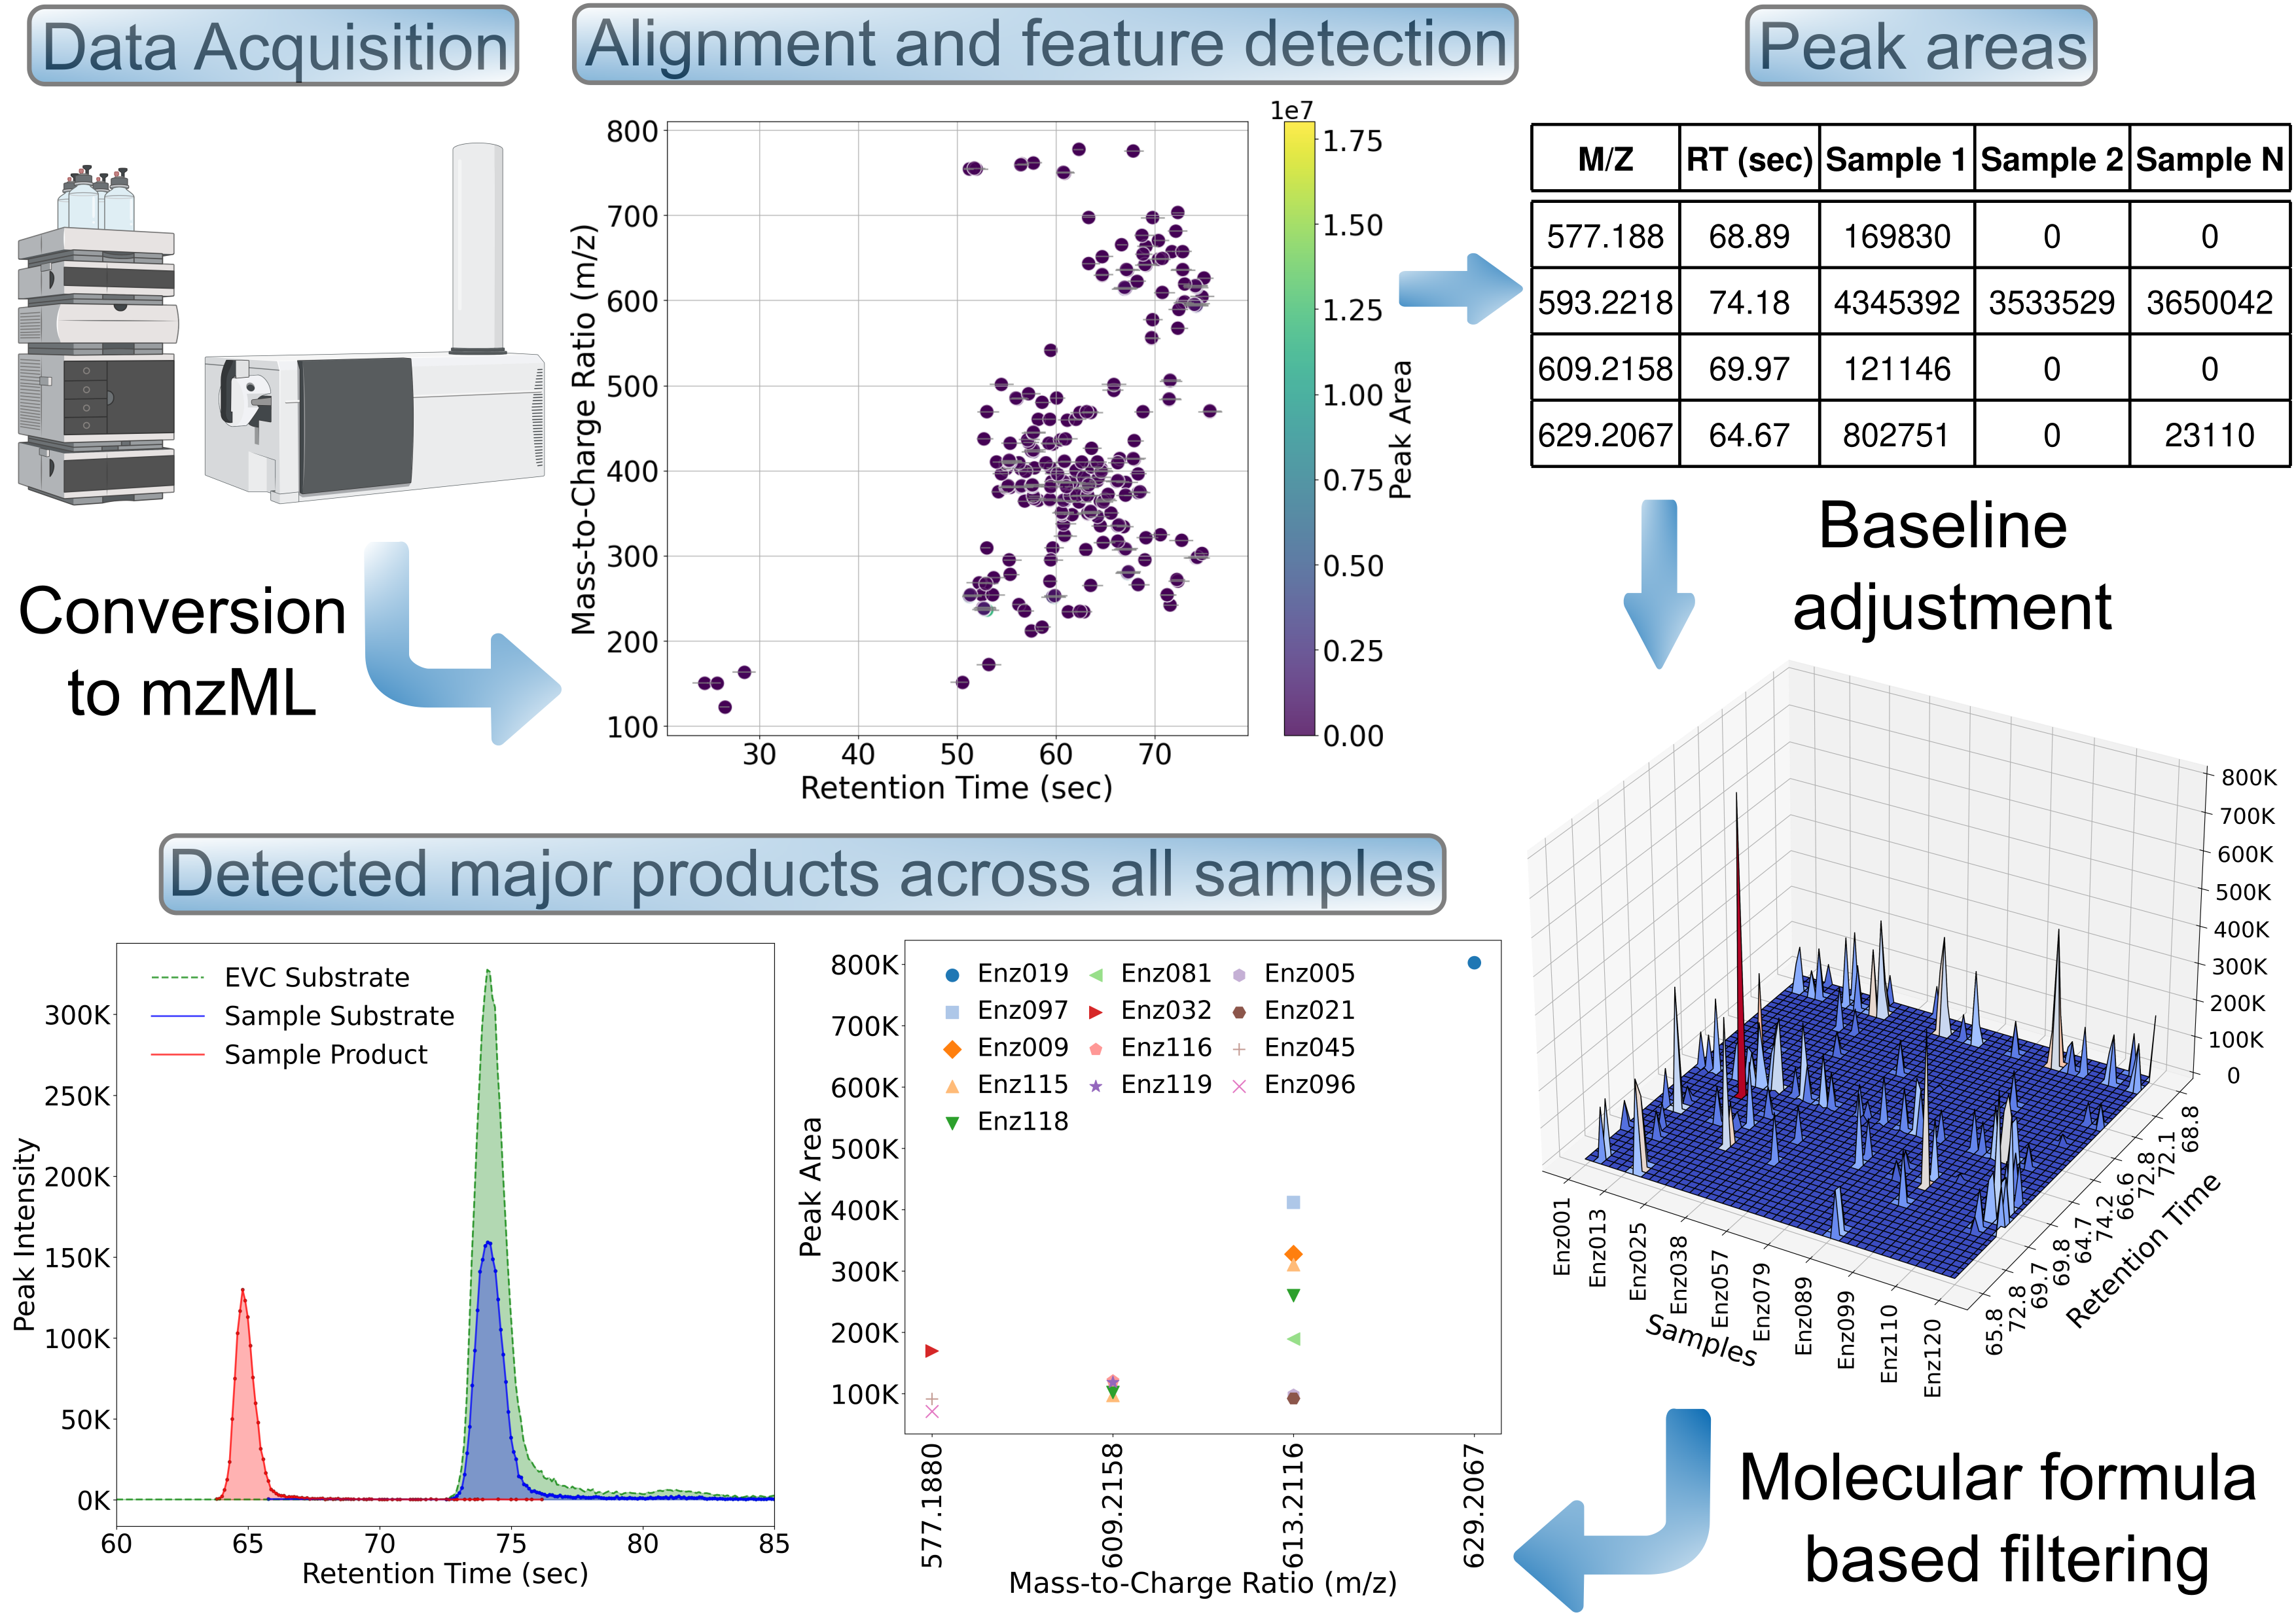 Data Acquisition
Alignment and feature detection
Peak areas
Conversion
to mzML
1e7
Mass-to-Charge Ratio (m/z)
800
700
600
500
400
300
200
100
30 40 50 60 70
Retention Time (sec)
1.75
1.50
1.25
1.00
0.75
0.50
0.25
0.00
Peak Area
M/Z RT (sec) Sample 1 Sample 2 Sample N
577.188 68.89 169830 0 0
593.2218 74.18 4345392 3533529 3650042
609.2158 69.97 121146 0 0
629.2067 64.67 802751 0 23110
Baseline
adjustment
800K
700K
600K
500K
400K
300K
200K
100K
0
Enz001 Enz013 Enz025 Enz038 Enz057 Enz079 Enz089 Enz099 Enz110 Enz120
Samples
65.8 72.8 69.7 69.8 64.7 74.2 66.6 72.8 72.1 68.8
Retention Time
Molecular formula
based filtering
Detected major products across all samples
EVC Substrate
Sample Substrate
Sample Product
Peak Intensity
300K
250K
200K
150K
100K
50K
0K
60 65 70 75 80 85
Retention Time (sec)
Peak Area
800K
700K
600K
500K
400K
300K
200K
100K
Enz019 Enz081 Enz005
Enz097 Enz032 Enz021
Enz009 Enz116 Enz045
Enz115 Enz119 Enz096
Enz118
577.1880 609.2158 613.2116 629.2067
Mass-to-Charge Ratio (m/z)